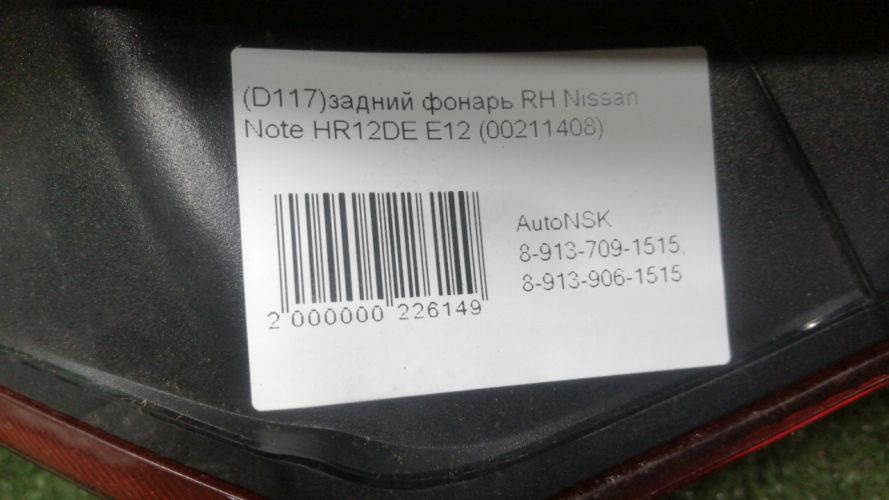 (D117)задний фонарь RH Nissan
Note HR12DE E12 (00211408)
AutoNSK
8-913-709-1515,
8-913-906-1515
2 000000 226149